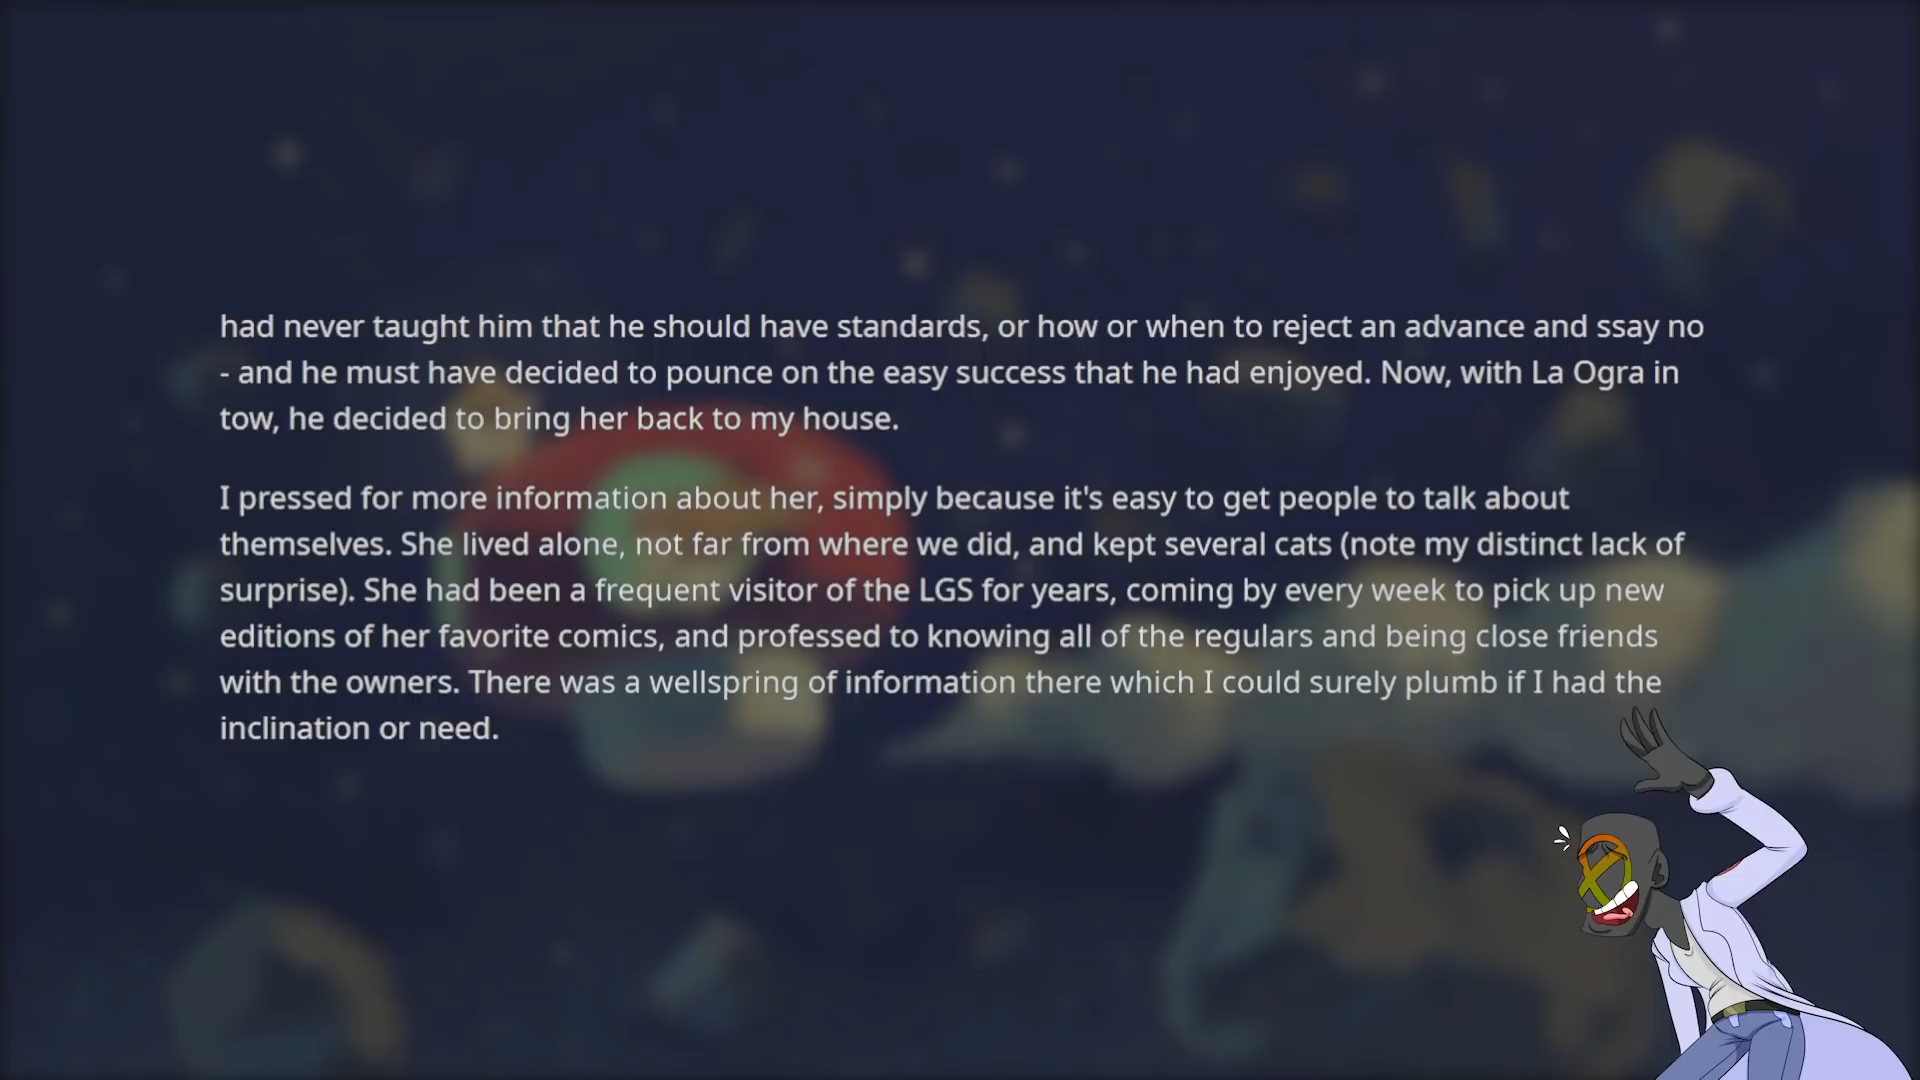 had never taught him that he should have standards, or how or when to reject an advance and ssay no
- and he must have decided to pounce on the easy success that he had enjoyed. Now, with La Ogra in
tow, he decided to bring her back to my house.
I pressed for more information about her, simply because it's easy to get people to talk about
themselves. She lived alone, not far from where we did, and kept several cats (note my distinct lack of
surprise). She had been a frequent visitor of the LGS for years, coming by every week to pick up new
editions of her favorite comics, and professed to knowing all of the regulars and being close friends
with the owners. There was a wellspring of information there which I could surely plumb if I had the
inclination or need.